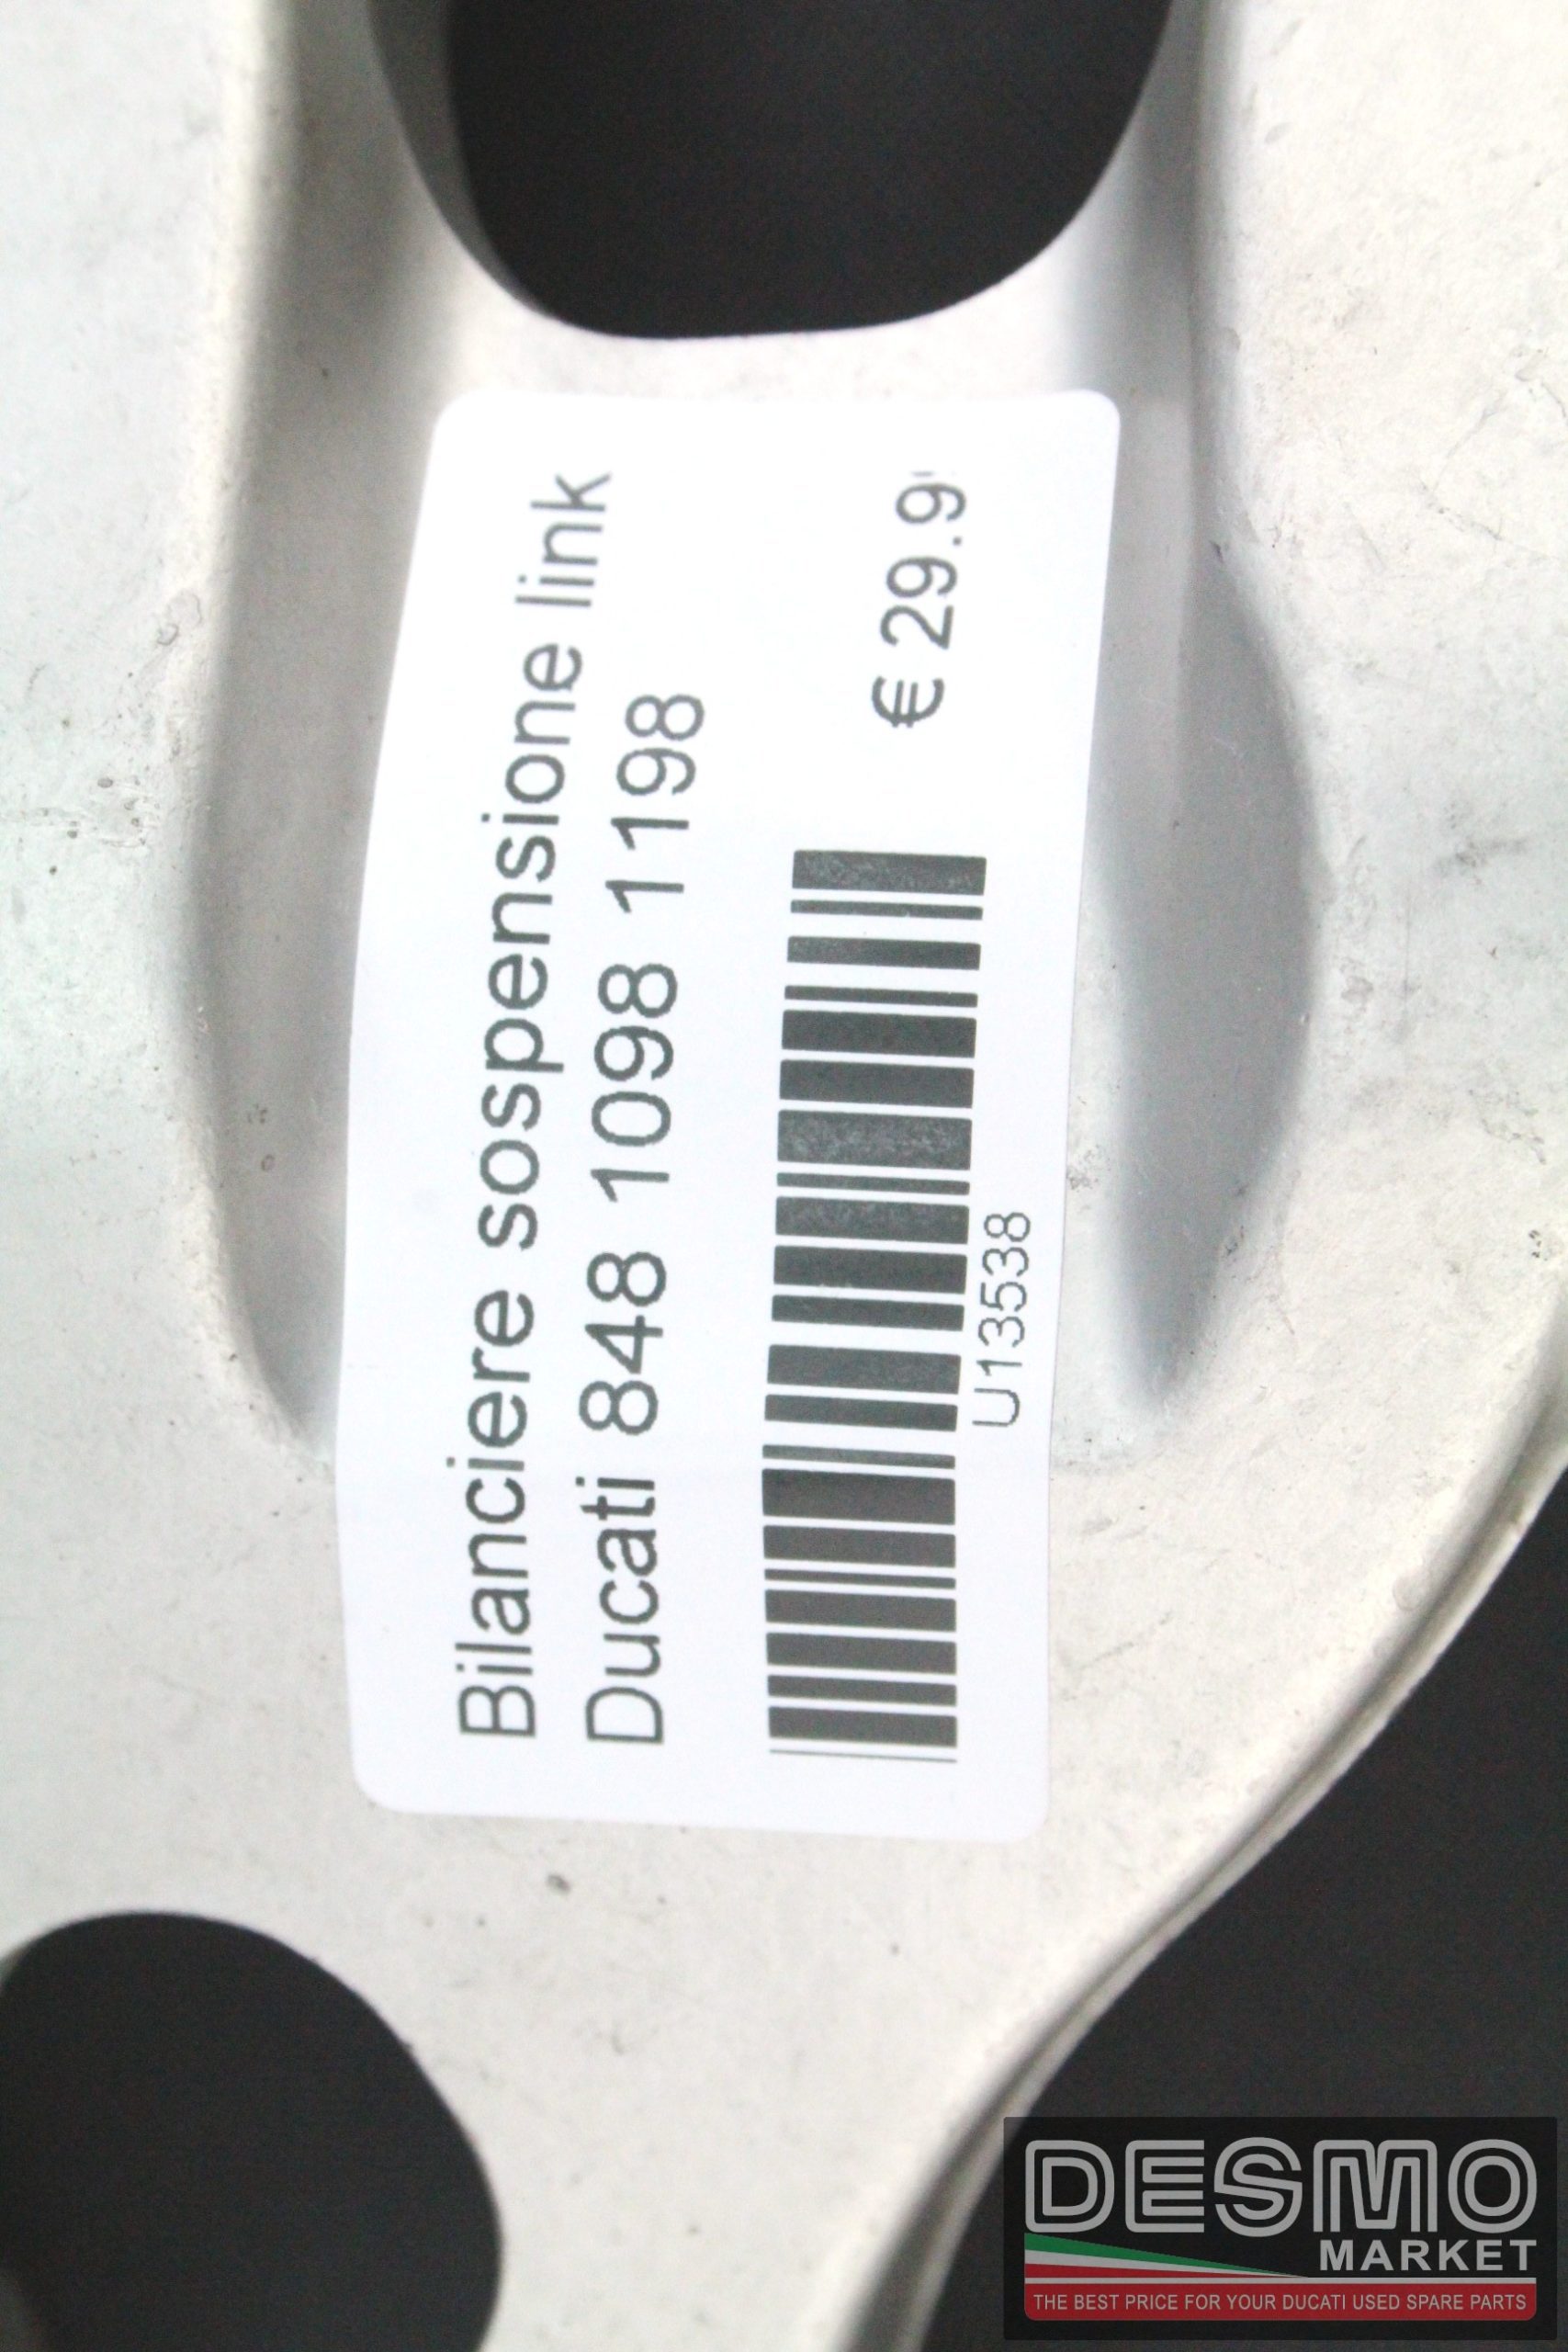 Bilanciere sospensione link
Ducati 848 1098 1198
€ 29.9
U13538
DESMO
MARKET
THE BEST PRICE FOR YOUR DUCATI USED SPARE PARTS